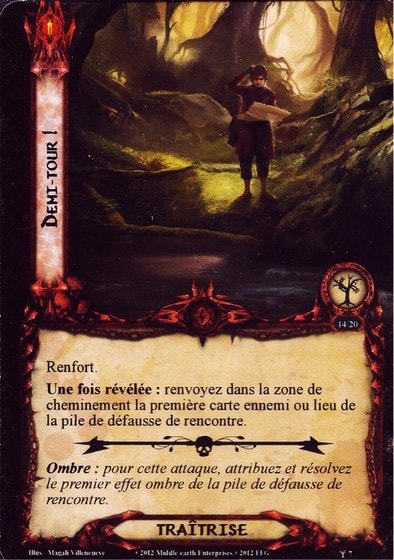 DEMI-TOUR !
14/20
Renfort.
Une fois révélée : renvoyez dans la zone de
cheminement la première carte ennemi ou lieu de
la pile de défausse de rencontre.
Ombre : pour cette attaque, attribuez et résolvez
le premier effet ombre de la pile de défausse de
rencontre.
TRAÎTRISE
Illus. Magali Villeneuve ©2012 Middle earth Enterprises ©2012 FFG 7